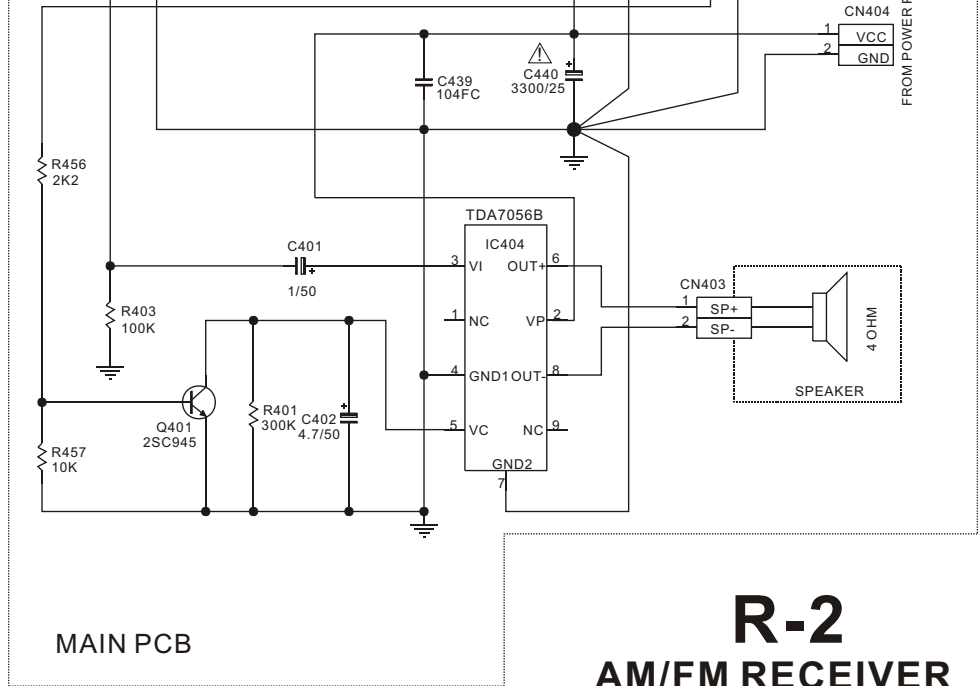 CN404
1 VCC
2 GND
FROM POWER
C439
104FC
C440
3300/25
R456
2K2
TDA7056B
IC404
C401
1/50
3 VI
OUT+ 6
1 NC
VP 2
4 GND1
OUT- 8
5 VC
NC 9
GND2
7
R403
100K
CN403
1 SP+
2 SP-
4 OHM
SPEAKER
Q401
2SC945
R401
300K
C402
4.7/50
R457
10K
MAIN PCB
R-2
AM/FM RECEIVER